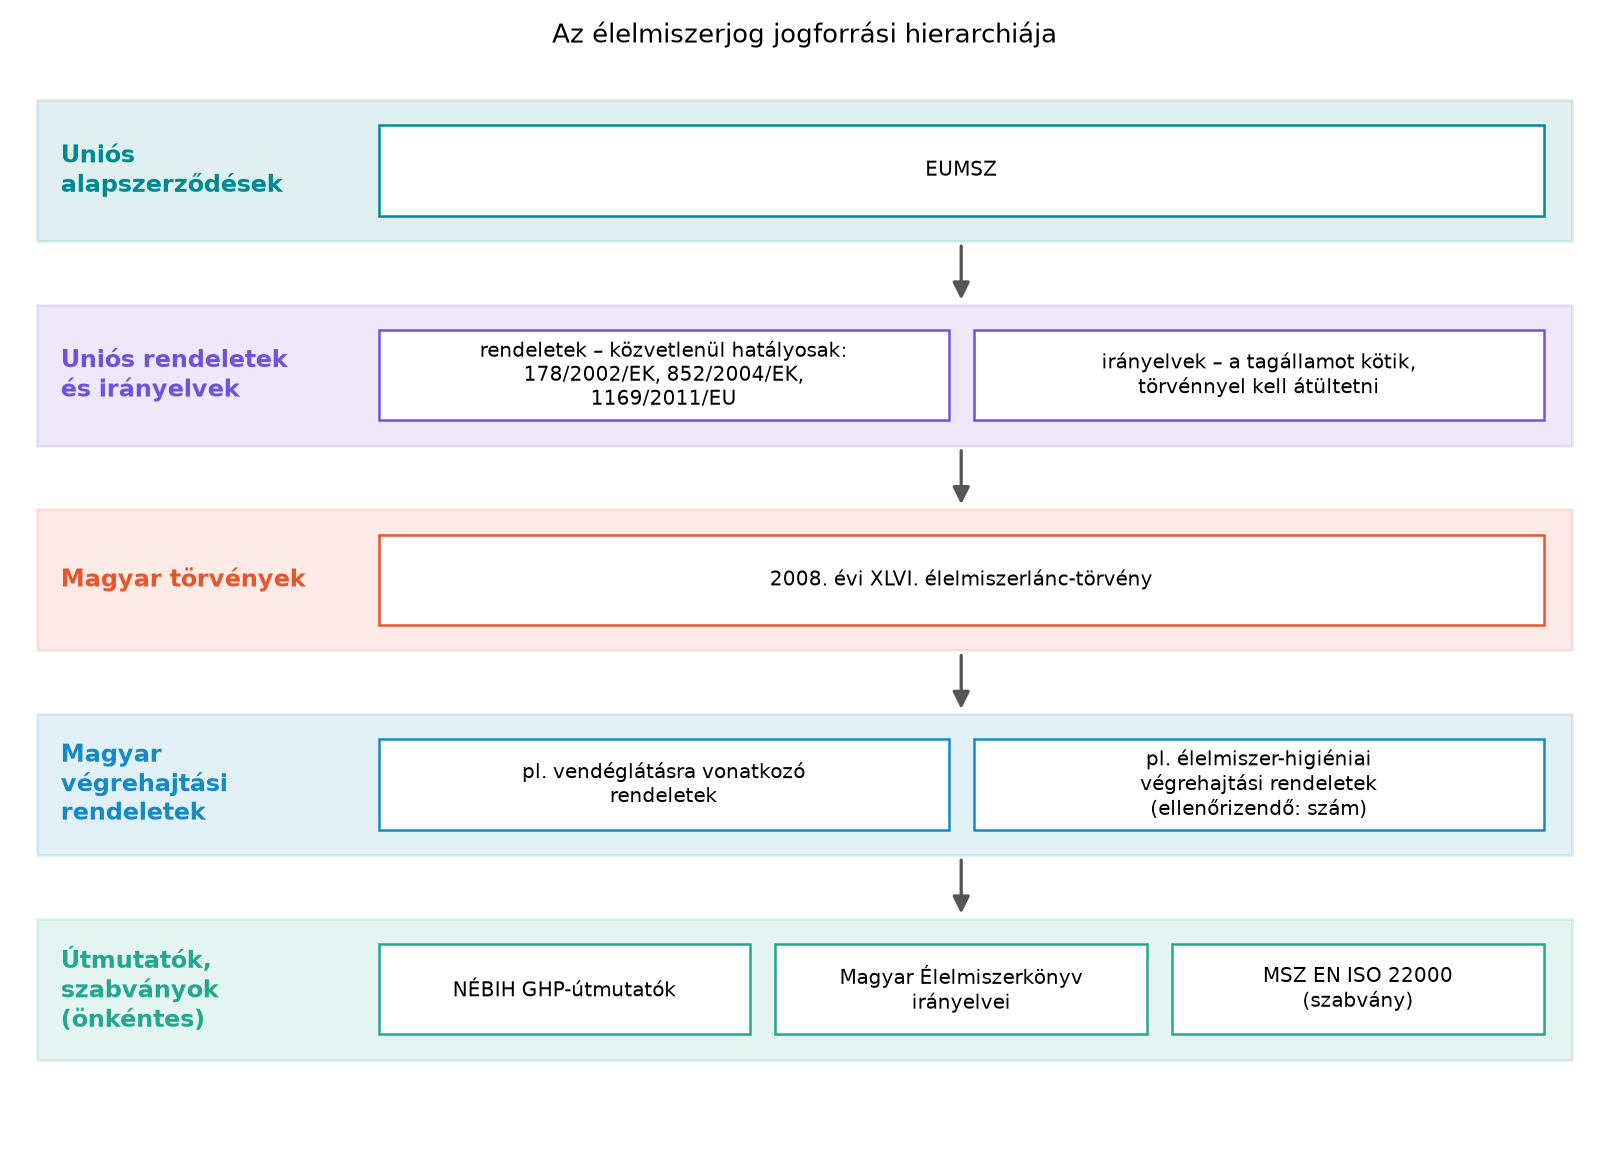 Az élelmiszerjog jogforrási hierarchiája
Uniós
alapszerződések
EUMSZ
Uniós rendeletek
és irányelvek
rendeletek – közvetlenül hatályosak:
178/2002/EK, 852/2004/EK,
1169/2011/EU
irányelvek – a tagállamot kötik,
törvénnyel kell átültetni
Magyar törvények
2008. évi XLVI. élelmiszerlánc-törvény
Magyar
végrehajtási
rendeletek
pl. vendéglátásra vonatkozó
rendeletek
pl. élelmiszer-higiéniai
végrehajtási rendeletek
(ellenőrizendő: szám)
Útmutatók,
szabványok
(önkéntes)
NÉBIH GHP-útmutatók
Magyar Élelmiszerkönyv
irányelvei
MSZ EN ISO 22000
(szabvány)